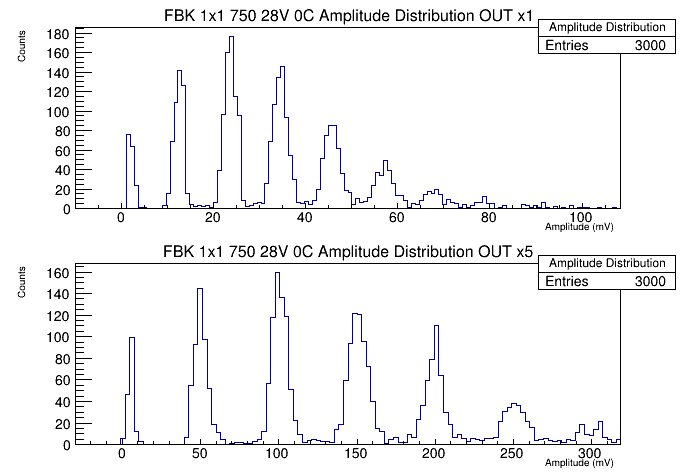 FBK 1x1 750 28V 0C Amplitude Distribution OUT x1
Amplitude Distribution
Entries 3000
Counts
180
160
140
120
100
80
60
40
20
0
0 20 40 60 80 100
Amplitude (mV)
FBK 1x1 750 28V 0C Amplitude Distribution OUT x5
Amplitude Distribution
Entries 3000
Counts
160
140
120
100
80
60
40
20
0
0 50 100 150 200 250 300
Amplitude (mV)